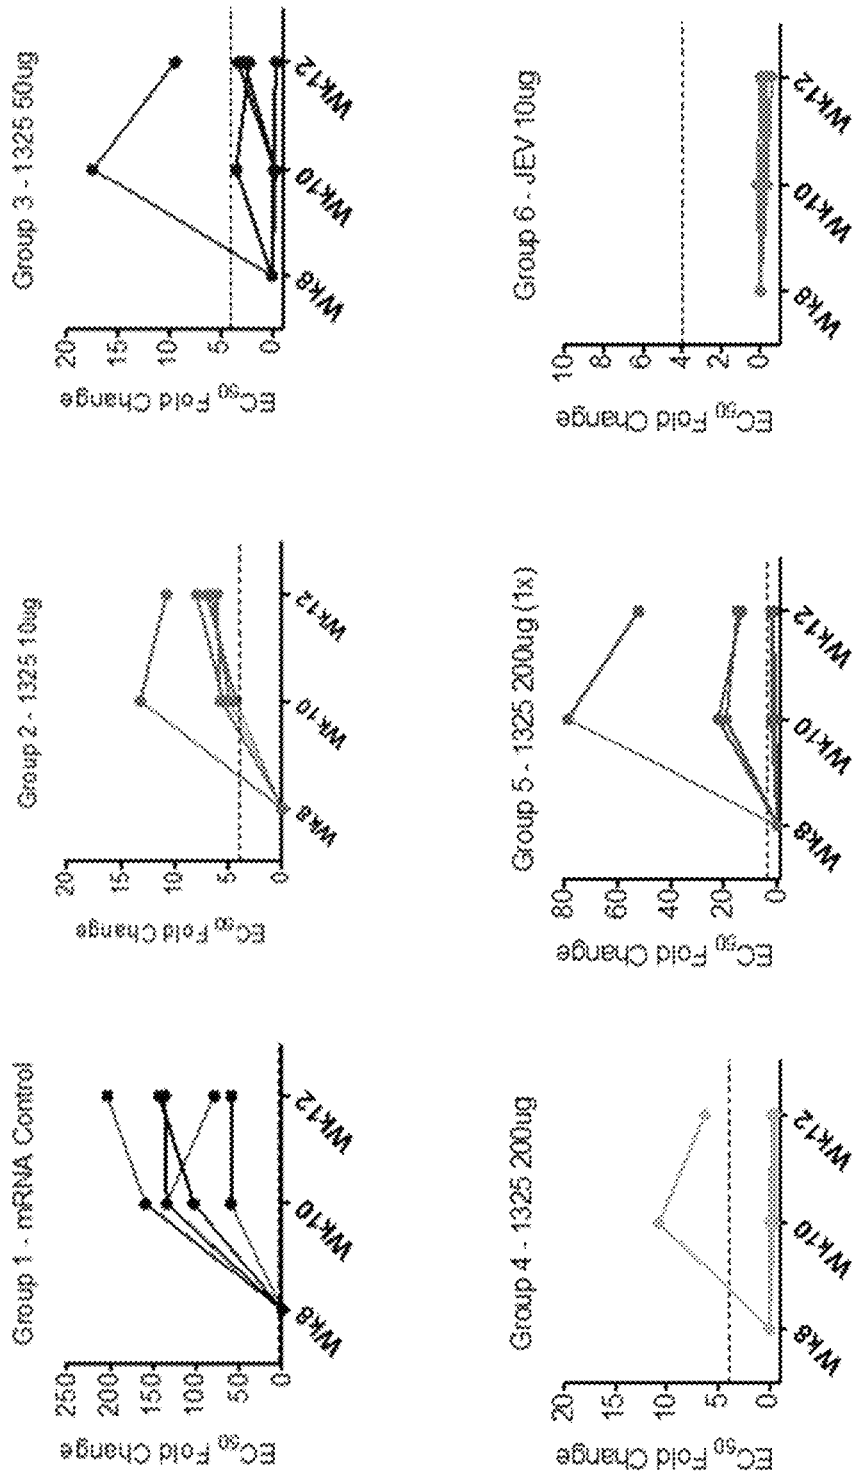 Group 1 - mRNA Control
EC50 Fold Change
250
200
150
100
50
0
Wk8
Wk10
Wk12
Group 2 - 1325 10ug
EC50 Fold Change
20
15
10
5
0
Wk8
Wk10
Wk12
Group 3 - 1325 50ug
EC50 Fold Change
20
15
10
5
0
Wk8
Wk10
Wk12
Group 4 - 1325 200ug
EC50 Fold Change
20
15
10
5
0
Wk8
Wk10
Wk12
Group 5 - 1325 200ug (1x)
EC50 Fold Change
80
60
40
20
0
Wk8
Wk10
Wk12
Group 6 - JEV 10ug
EC50 Fold Change
10
8
6
4
2
0
Wk8
Wk10
Wk12